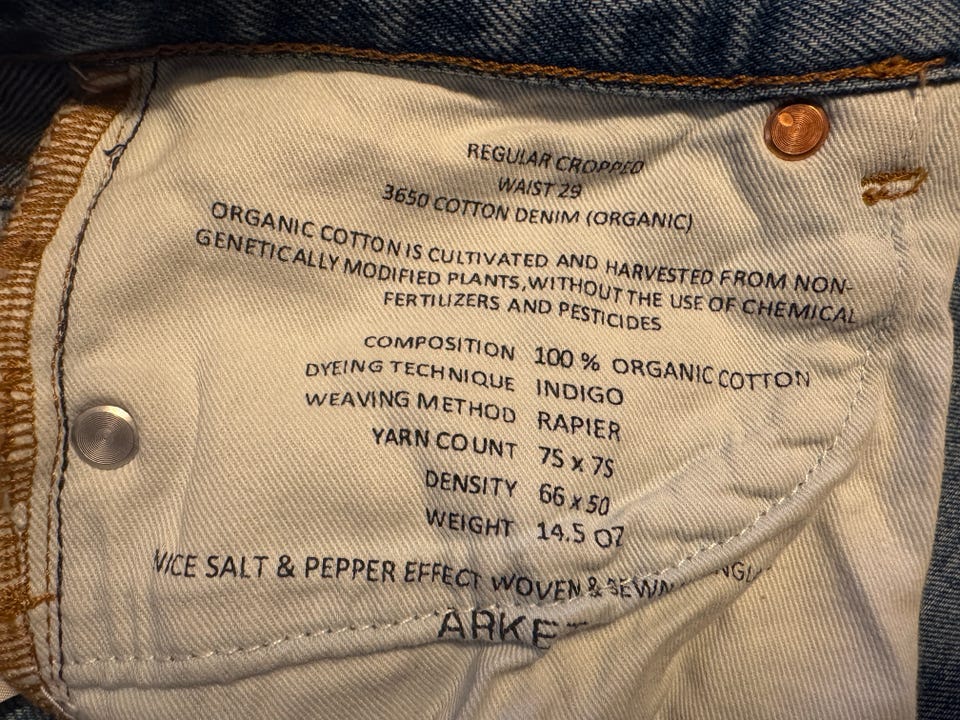 REGULAR CROPPED
WAIST 29
3650 COTTON DENIM (ORGANIC)
ORGANIC COTTON IS CULTIVATED AND HARVESTED FROM NON-
GENETICALLY MODIFIED PLANTS, WITHOUT THE USE OF CHEMICAL
FERTILIZERS AND PESTICIDES
COMPOSITION 100 % ORGANIC COTTON
DYEING TECHNIQUE INDIGO
WEAVING METHOD RAPIER
YARN COUNT 7S x 7S
DENSITY 66 x 50
WEIGHT 14.5 OZ
NICE SALT & PEPPER EFFECT WOVEN & SEWN
ARKET